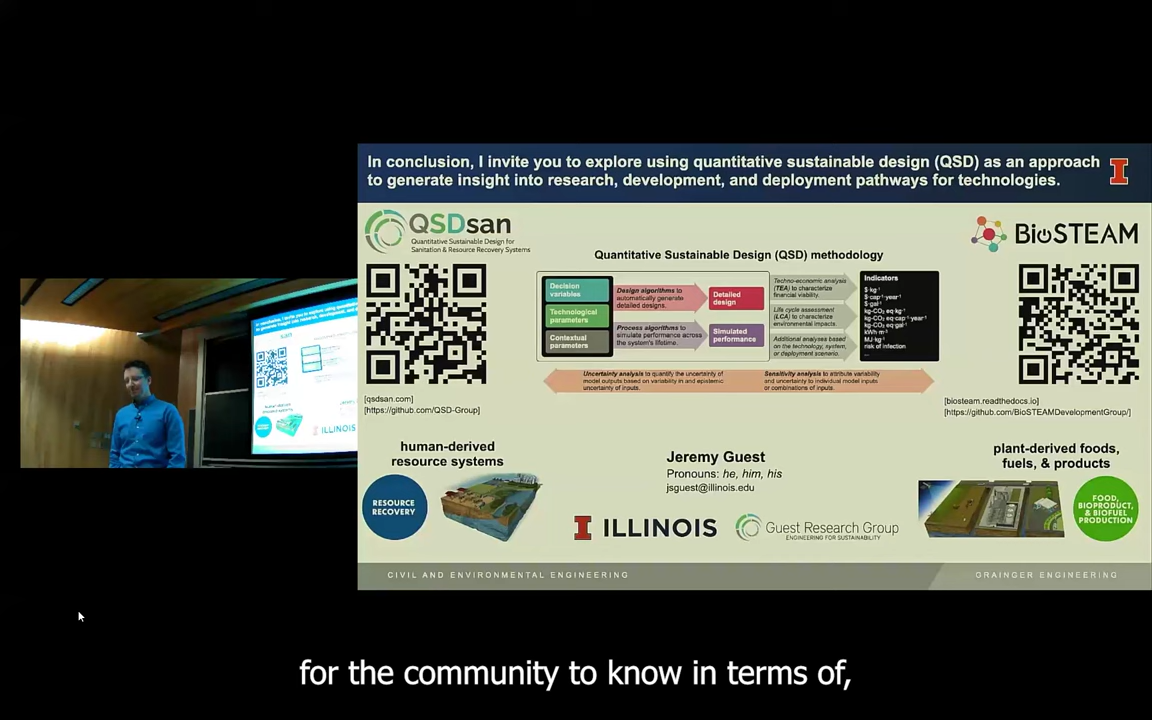 In conclusion, I invite you to explore using quantitative sustainable design (QSD) as an approach
to generate insight into research, development, and deployment pathways for technologies.
QSDsan
Quantitative Sustainable Design for
Sanitation & Resource Recovery Systems
BioSTEAM
Quantitative Sustainable Design (QSD) methodology
Decision
variables
Technological
parameters
Contextual
parameters
Design algorithms to
automatically generate
detailed designs.
Process algorithms to
simulate performance across
the system's lifetime.
Detailed
design
Simulated
performance
Techno-economic analysis
(TEA) to characterize
financial viability.
Life cycle assessment
(LCA) to characterize
environmental impacts.
Additional analyses based
on the technology, system,
or deployment scenario.
Indicators
$·kg⁻¹
$·cap⁻¹·year⁻¹
$·gal⁻¹
kg-CO₂ eq·kg⁻¹
kg-CO₂ eq·cap⁻¹·year⁻¹
kg-CO₂ eq·gal⁻¹
kWh·m⁻³
MJ·kg⁻¹
risk of infection
...
Uncertainty analysis to quantify the uncertainty of
model outputs based on variability in and epistemic
uncertainty of inputs.
Sensitivity analysis to attribute variability
and uncertainty to individual model inputs
or combinations of inputs.
[qsdsan.com]
[https://github.com/QSD-Group]
[biosteam.readthedocs.io]
[https://github.com/BioSTEAMDevelopmentGroup/]
human-derived
resource systems
RESOURCE
RECOVERY
Jeremy Guest
Pronouns: he, him, his
jsguest@illinois.edu
ILLINOIS
Guest Research Group
ENGINEERING FOR SUSTAINABILITY
plant-derived foods,
fuels, & products
FOOD,
BIOPRODUCT,
& BIOFUEL
PRODUCTION
CIVIL AND ENVIRONMENTAL ENGINEERING
GRAINGER ENGINEERING
ILLINOIS
for the community to know in terms of,